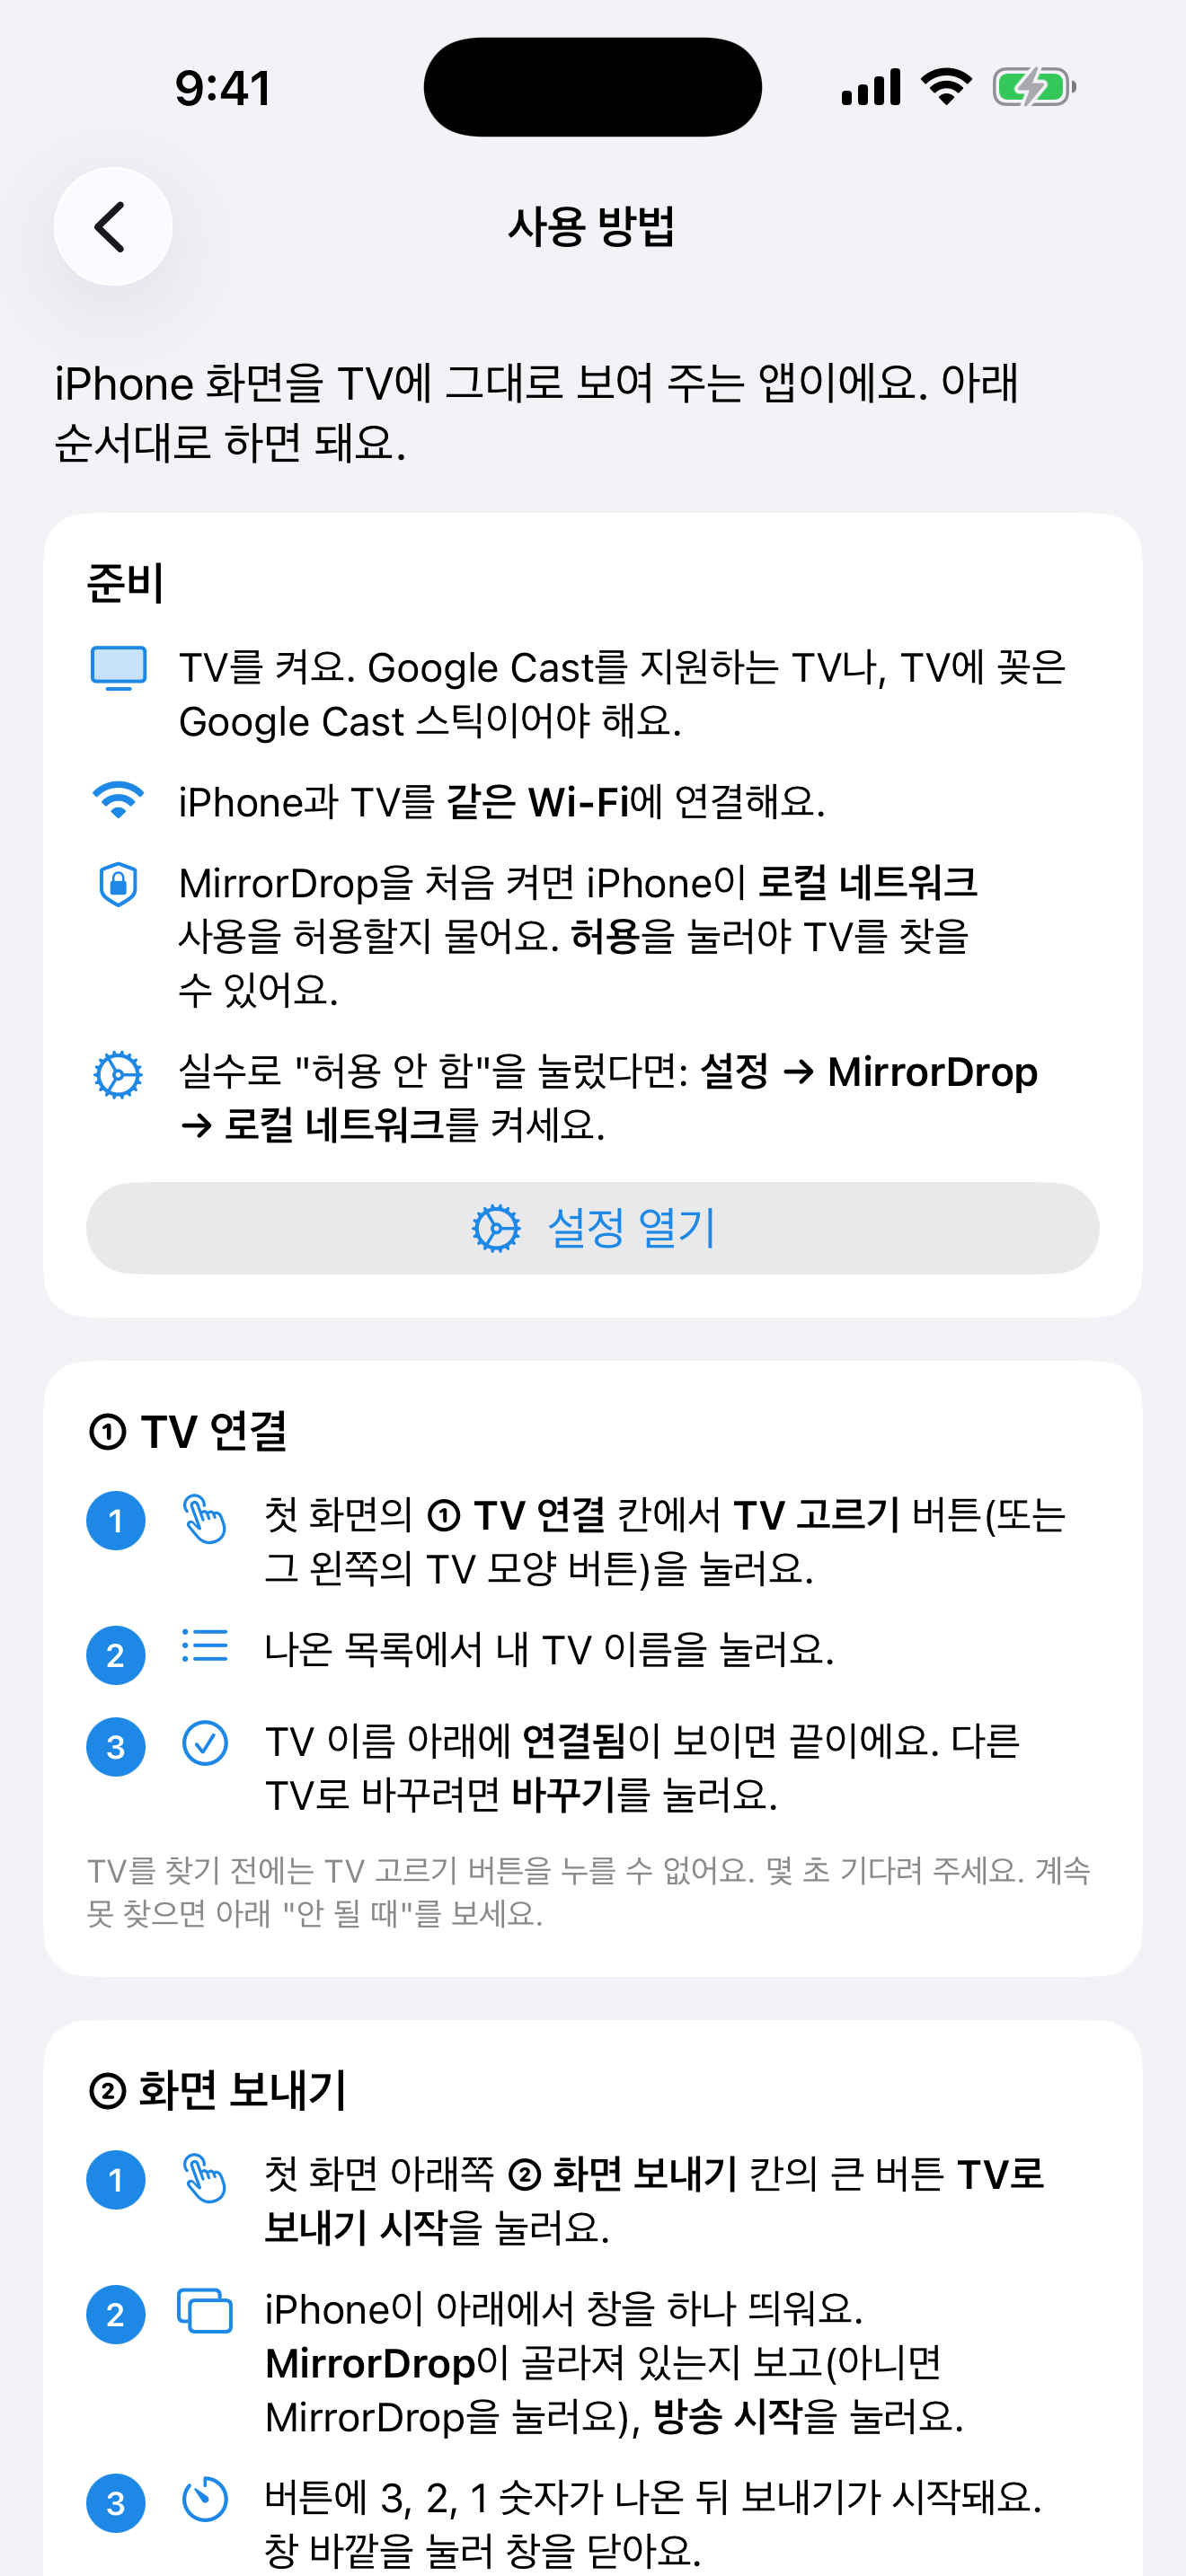 9:41
사용 방법
iPhone 화면을 TV에 그대로 보여 주는 앱이에요. 아래
순서대로 하면 돼요.
준비
TV를 켜요. Google Cast를 지원하는 TV나, TV에 꽂은
Google Cast 스틱이어야 해요.
iPhone과 TV를 같은 Wi-Fi에 연결해요.
MirrorDrop을 처음 켜면 iPhone이 로컬 네트워크
사용을 허용할지 물어요. 허용을 눌러야 TV를 찾을
수 있어요.
실수로 "허용 안 함"을 눌렀다면: 설정 → MirrorDrop
→ 로컬 네트워크를 켜세요.
설정 열기
① TV 연결
1 첫 화면의 ① TV 연결 칸에서 TV 고르기 버튼(또는
그 왼쪽의 TV 모양 버튼)을 눌러요.
2 나온 목록에서 내 TV 이름을 눌러요.
3 TV 이름 아래에 연결됨이 보이면 끝이에요. 다른
TV로 바꾸려면 바꾸기를 눌러요.
TV를 찾기 전에는 TV 고르기 버튼을 누를 수 없어요. 몇 초 기다려 주세요. 계속
못 찾으면 아래 "안 될 때"를 보세요.
② 화면 보내기
1 첫 화면 아래쪽 ② 화면 보내기 칸의 큰 버튼 TV로
보내기 시작을 눌러요.
2 iPhone이 아래에서 창을 하나 띄워요.
MirrorDrop이 골라져 있는지 보고(아니면
MirrorDrop을 눌러요), 방송 시작을 눌러요.
3 버튼에 3, 2, 1 숫자가 나온 뒤 보내기가 시작돼요.
창 바깥을 눌러 창을 닫아요.